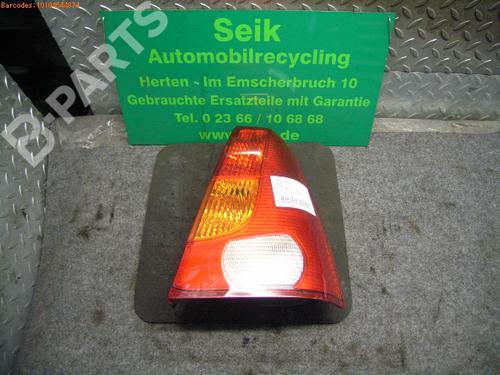 Barcodes:
B-PARTS
Seik
Automobilrecycling
Herten - Im Emscherbruch 10
Gebrauchte Ersatzteile mit Garantie
Tel. 0 23 66 / 10 68 68